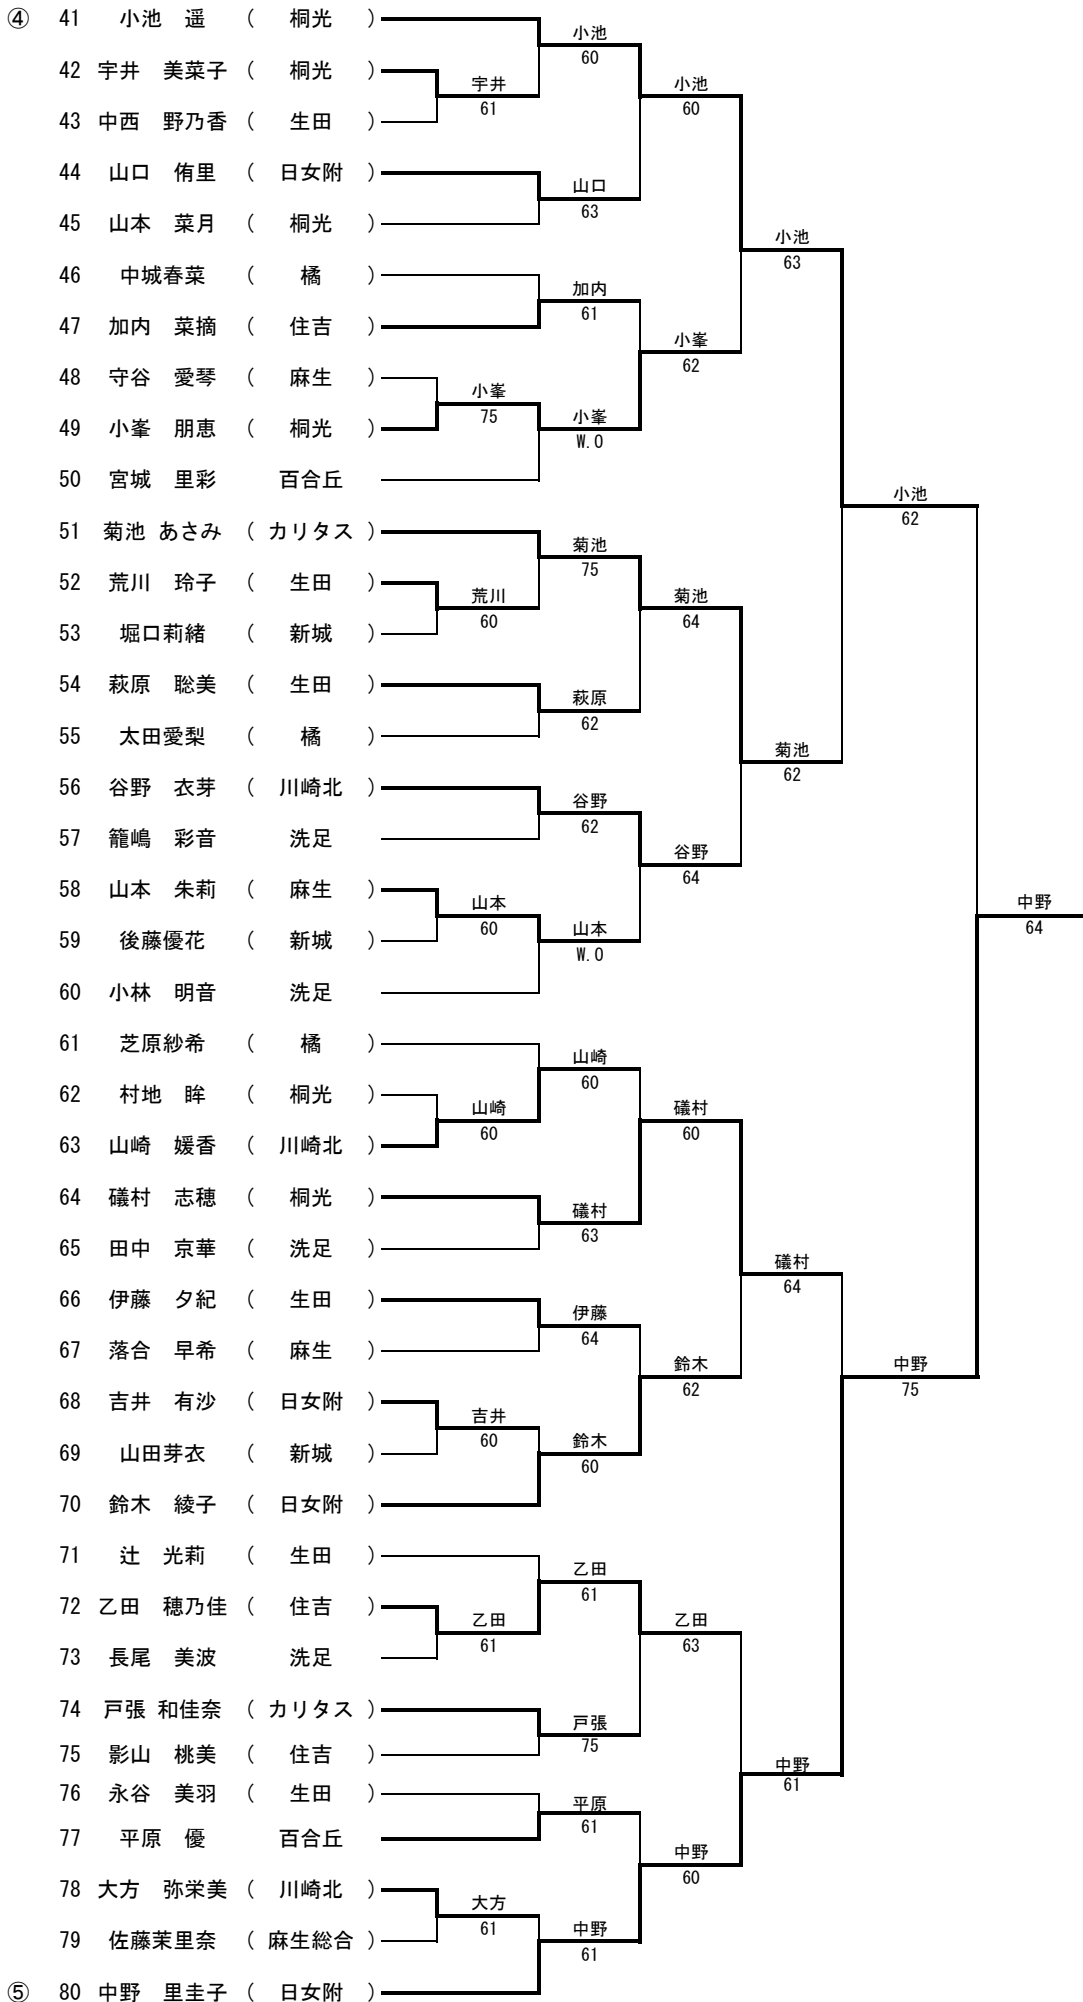 ④ 41 小池 遥 ( 桐光 )
小池
60
42 宇井 美菜子 ( 桐光 )
宇井
61
小池
60
43 中西 野乃香 ( 生田 )
44 山口 侑里 ( 日女附 )
山口
63
45 山本 菜月 ( 桐光 )
小池
63
46 中城春菜 ( 橘 )
加内
61
47 加内 菜摘 ( 住吉 )
小峯
62
48 守谷 愛琴 ( 麻生 )
小峯
75
49 小峯 朋恵 ( 桐光 )
小峯
W.O
50 宮城 里彩 百合丘
小池
62
51 菊池 あさみ ( カリタス )
菊池
75
52 荒川 玲子 ( 生田 )
荒川
60
菊池
64
53 堀口莉緒 ( 新城 )
54 萩原 聡美 ( 生田 )
萩原
62
55 太田愛梨 ( 橘 )
菊池
62
56 谷野 衣芽 ( 川崎北 )
谷野
62
57 籠嶋 彩音 洗足
谷野
64
58 山本 朱莉 ( 麻生 )
山本
60
中野
64
59 後藤優花 ( 新城 )
山本
W.O
60 小林 明音 洗足
61 芝原紗希 ( 橘 )
山崎
60
62 村地 眸 ( 桐光 )
山崎
60
礒村
60
63 山崎 媛香 ( 川崎北 )
64 礒村 志穂 ( 桐光 )
礒村
63
65 田中 京華 ( 洗足 )
礒村
64
66 伊藤 夕紀 ( 生田 )
伊藤
64
67 落合 早希 ( 麻生 )
鈴木
62
中野
75
68 吉井 有沙 ( 日女附 )
吉井
60
69 山田芽衣 ( 新城 )
鈴木
60
70 鈴木 綾子 ( 日女附 )
71 辻 光莉 ( 生田 )
乙田
61
72 乙田 穂乃佳 ( 住吉 )
乙田
61
乙田
63
73 長尾 美波 洗足
74 戸張 和佳奈 ( カリタス )
戸張
75
75 影山 桃美 ( 住吉 )
中野
61
76 永谷 美羽 ( 生田 )
平原
61
77 平原 優 百合丘
中野
60
78 大方 弥栄美 ( 川崎北 )
大方
61
79 佐藤茉里奈 ( 麻生総合 )
中野
61
⑤ 80 中野 里圭子 ( 日女附 )